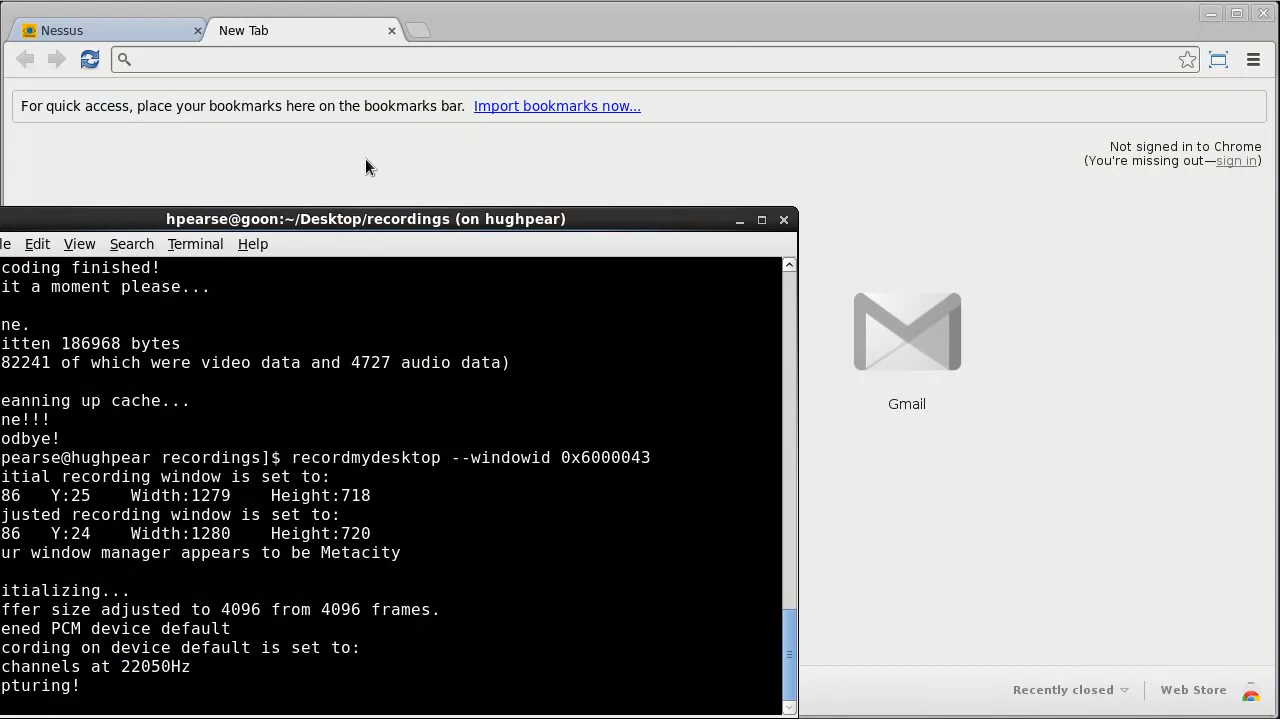 Nessus
New Tab
For quick access, place your bookmarks here on the bookmarks bar. Import bookmarks now...
Not signed in to Chrome
(You're missing out—sign in)
hpearse@goon:~/Desktop/recordings (on hughpear)
le Edit View Search Terminal Help
coding finished!
it a moment please...
ne.
itten 186968 bytes
82241 of which were video data and 4727 audio data)
eanning up cache...
ne!!!
odbye!
pearse@hughpear recordings]$ recordmydesktop --windowid 0x6000043
itial recording window is set to:
86 Y:25 Width:1279 Height:718
justed recording window is set to:
86 Y:24 Width:1280 Height:720
ur window manager appears to be Metacity
itializing...
ffer size adjusted to 4096 from 4096 frames.
ened PCM device default
cording on device default is set to:
channels at 22050Hz
pturing!
Gmail
Recently closed
Web Store